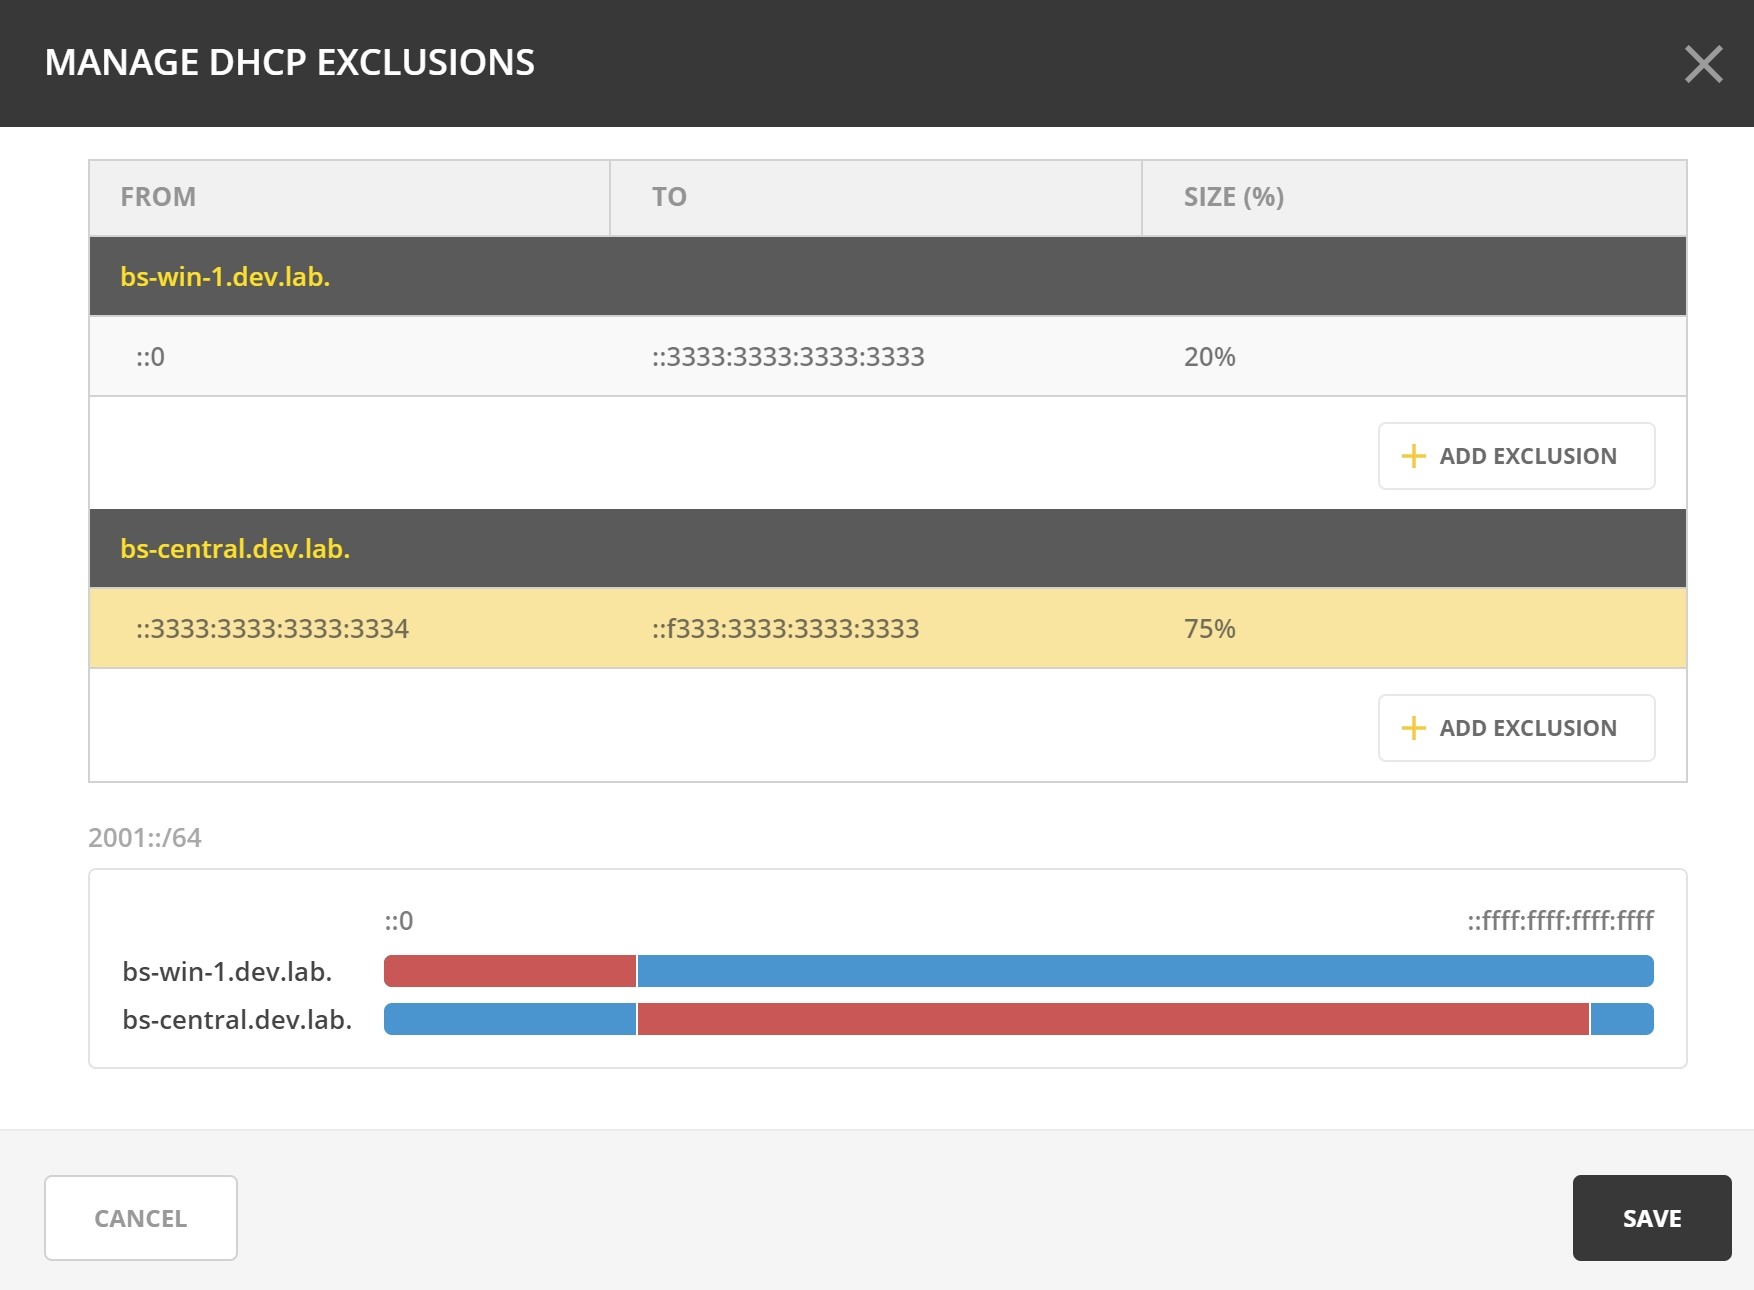 MANAGE DHCP EXCLUSIONS
FROM TO SIZE (%)
bs-win-1.dev.lab.
::0 ::3333:3333:3333:3333 20%
ADD EXCLUSION
bs-central.dev.lab.
::3333:3333:3333:3334 ::f333:3333:3333:3333 75%
ADD EXCLUSION
2001::/64
::0 ::ffff:ffff:ffff:ffff
bs-win-1.dev.lab.
bs-central.dev.lab.
CANCEL SAVE